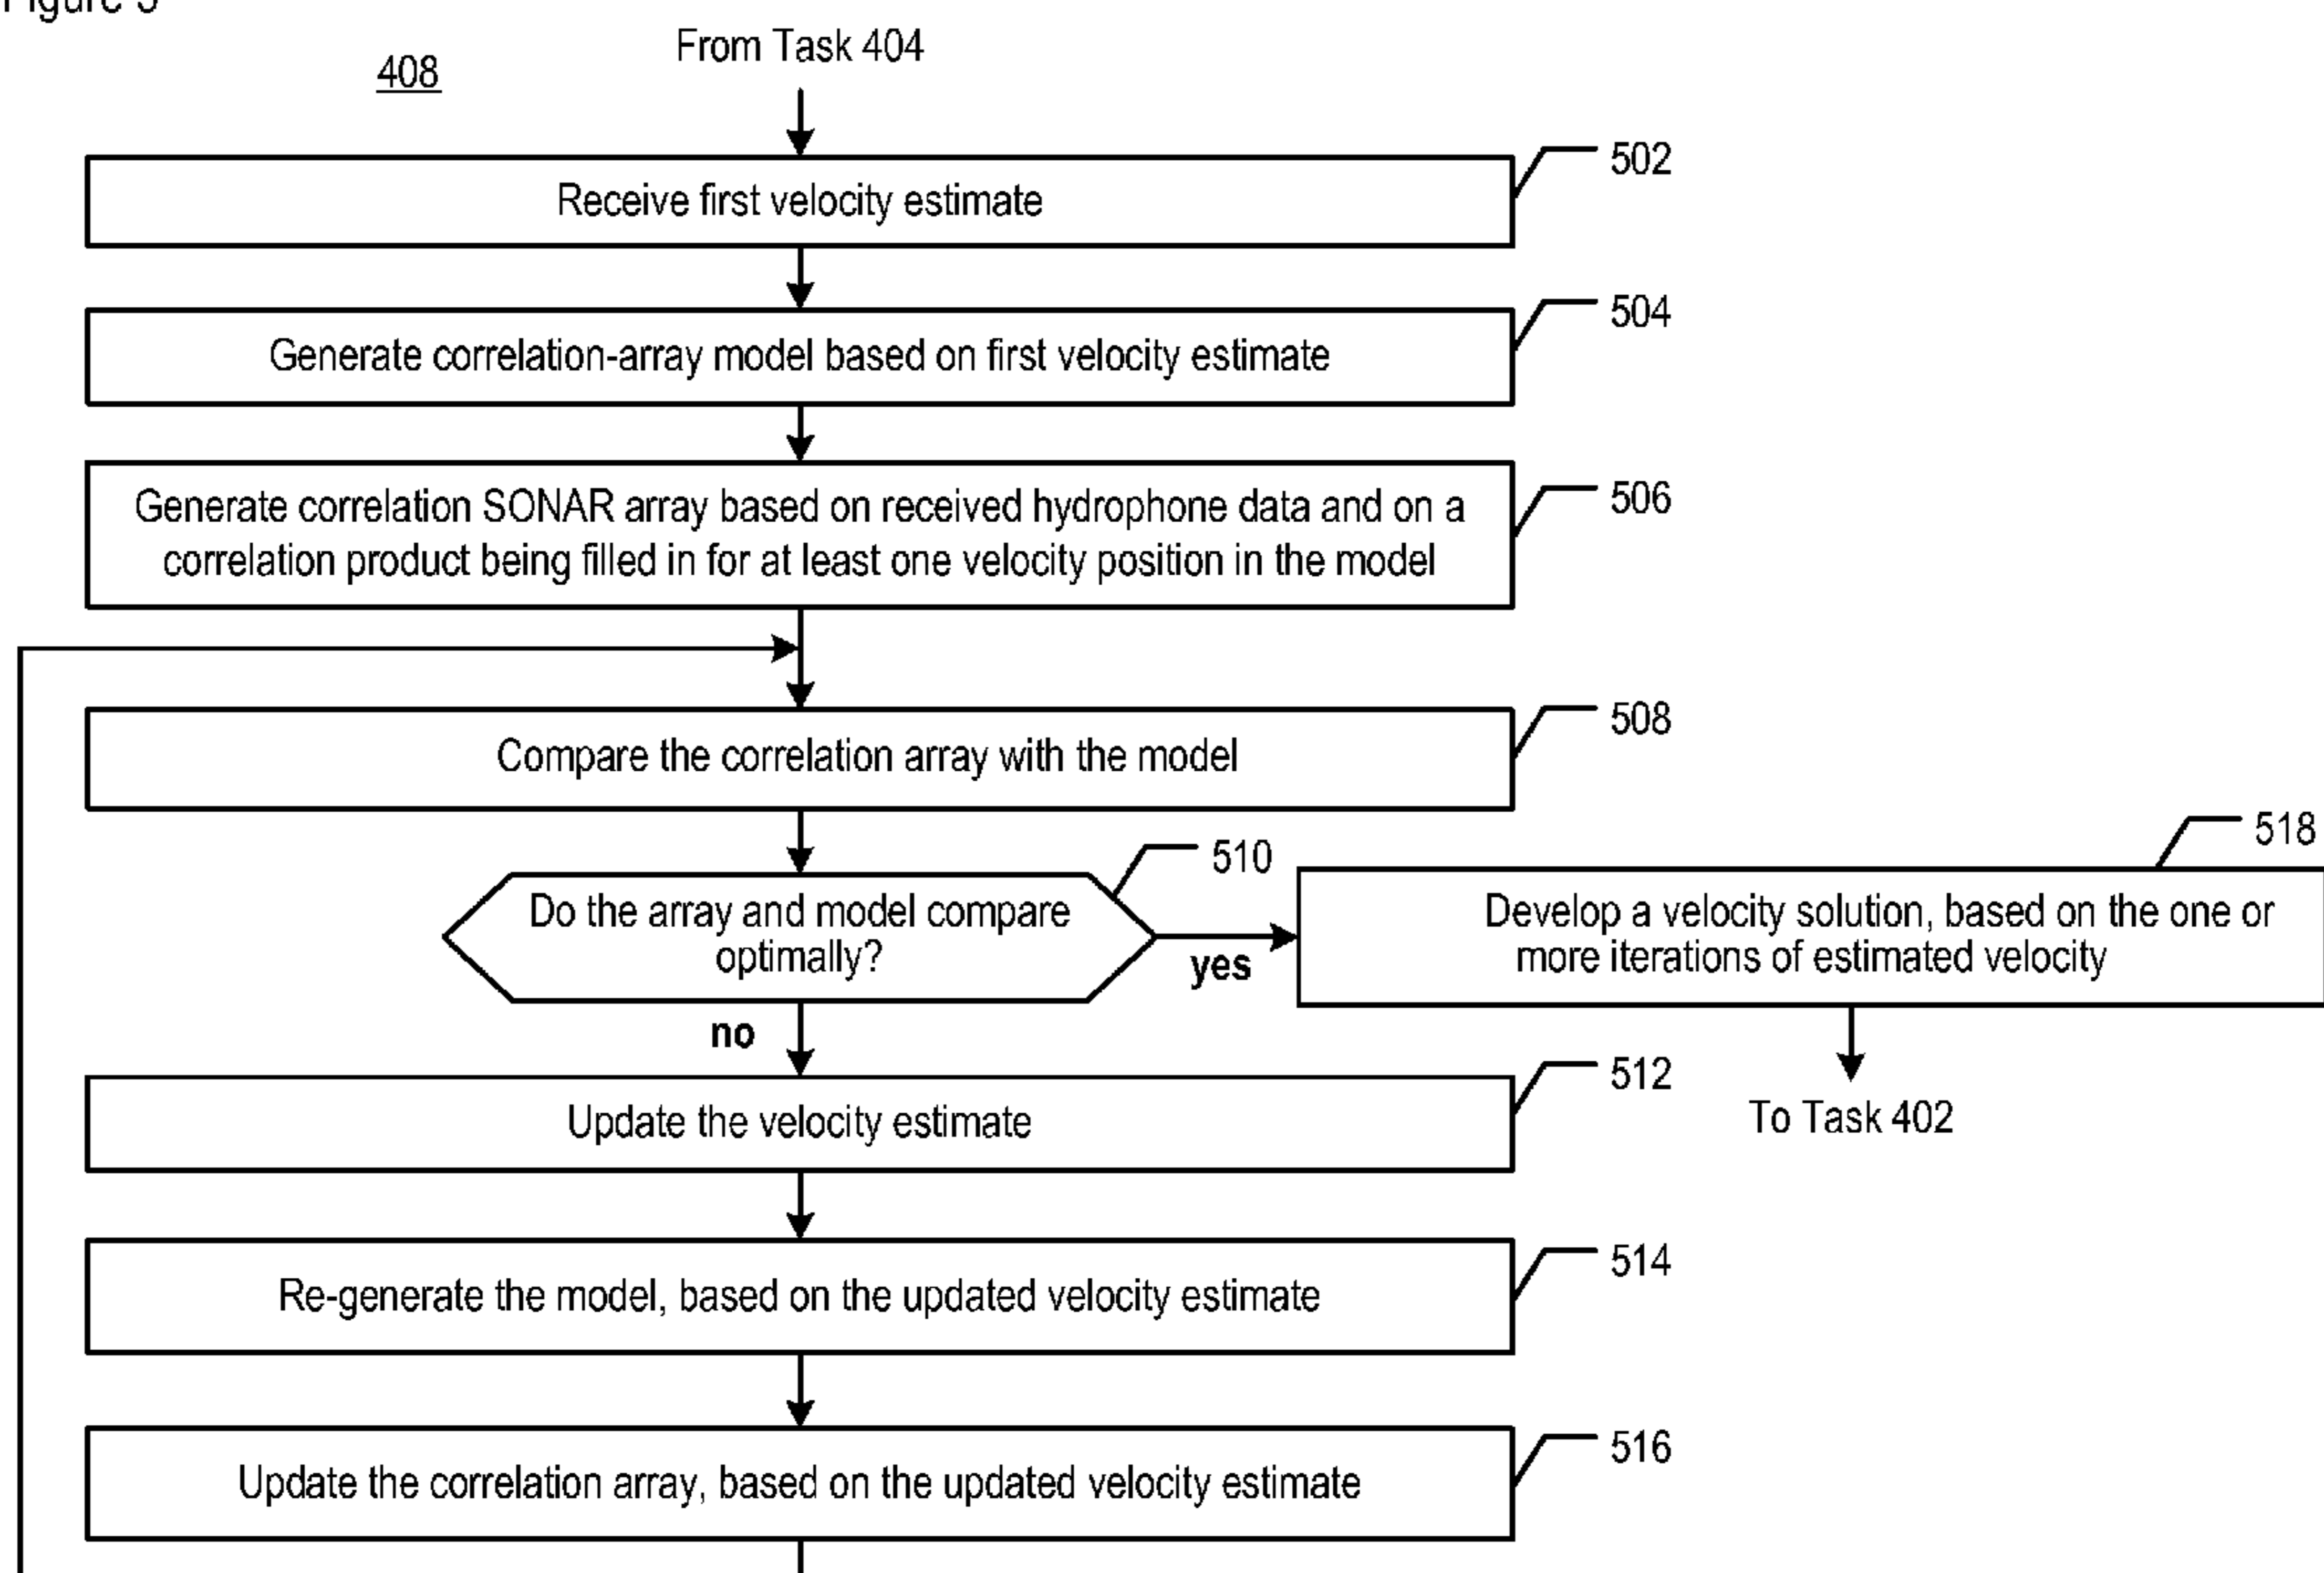 408
From Task 404
502
Receive first velocity estimate
504
Generate correlation-array model based on first velocity estimate
506
Generate correlation SONAR array based on received hydrophone data and on a
correlation product being filled in for at least one velocity position in the model
508
Compare the correlation array with the model
510
Do the array and model compare
optimally?
yes
518
Develop a velocity solution, based on the one or
more iterations of estimated velocity
To Task 402
no
512
Update the velocity estimate
514
Re-generate the model, based on the updated velocity estimate
516
Update the correlation array, based on the updated velocity estimate